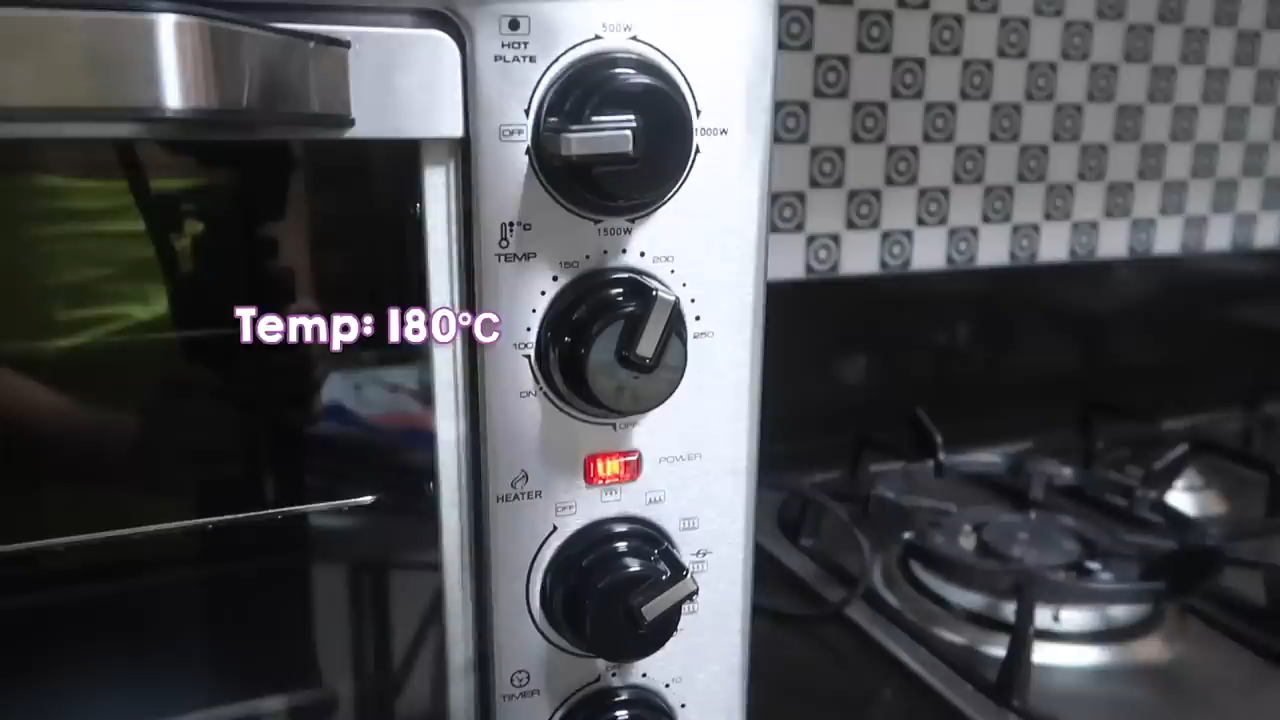 500W
HOT
PLATE
OFF
1000W
1500W
°C
TEMP
150
200
Temp: 180°C
100
250
ON
OFF
POWER
HEATER
OFF
TIMER
OFF
10